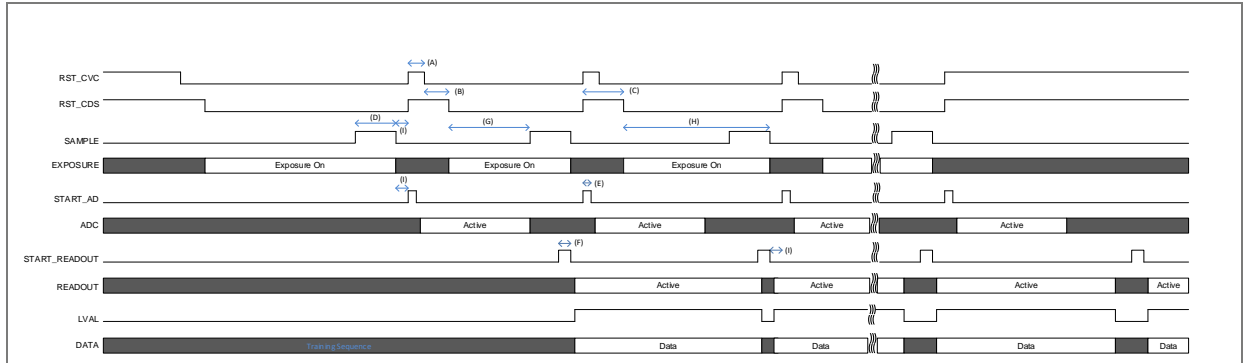 (A)
RST_CVC
(B) (C)
RST_CDS
(D) (I) (G) (H)
SAMPLE
EXPOSURE Exposure On Exposure On Exposure On
(I) (E)
START_AD
ADC Active Active Active Active
(F) (I)
START_READOUT
READOUT Active Active Active Active
LVAL
DATA Training Sequence Data Data Data Data